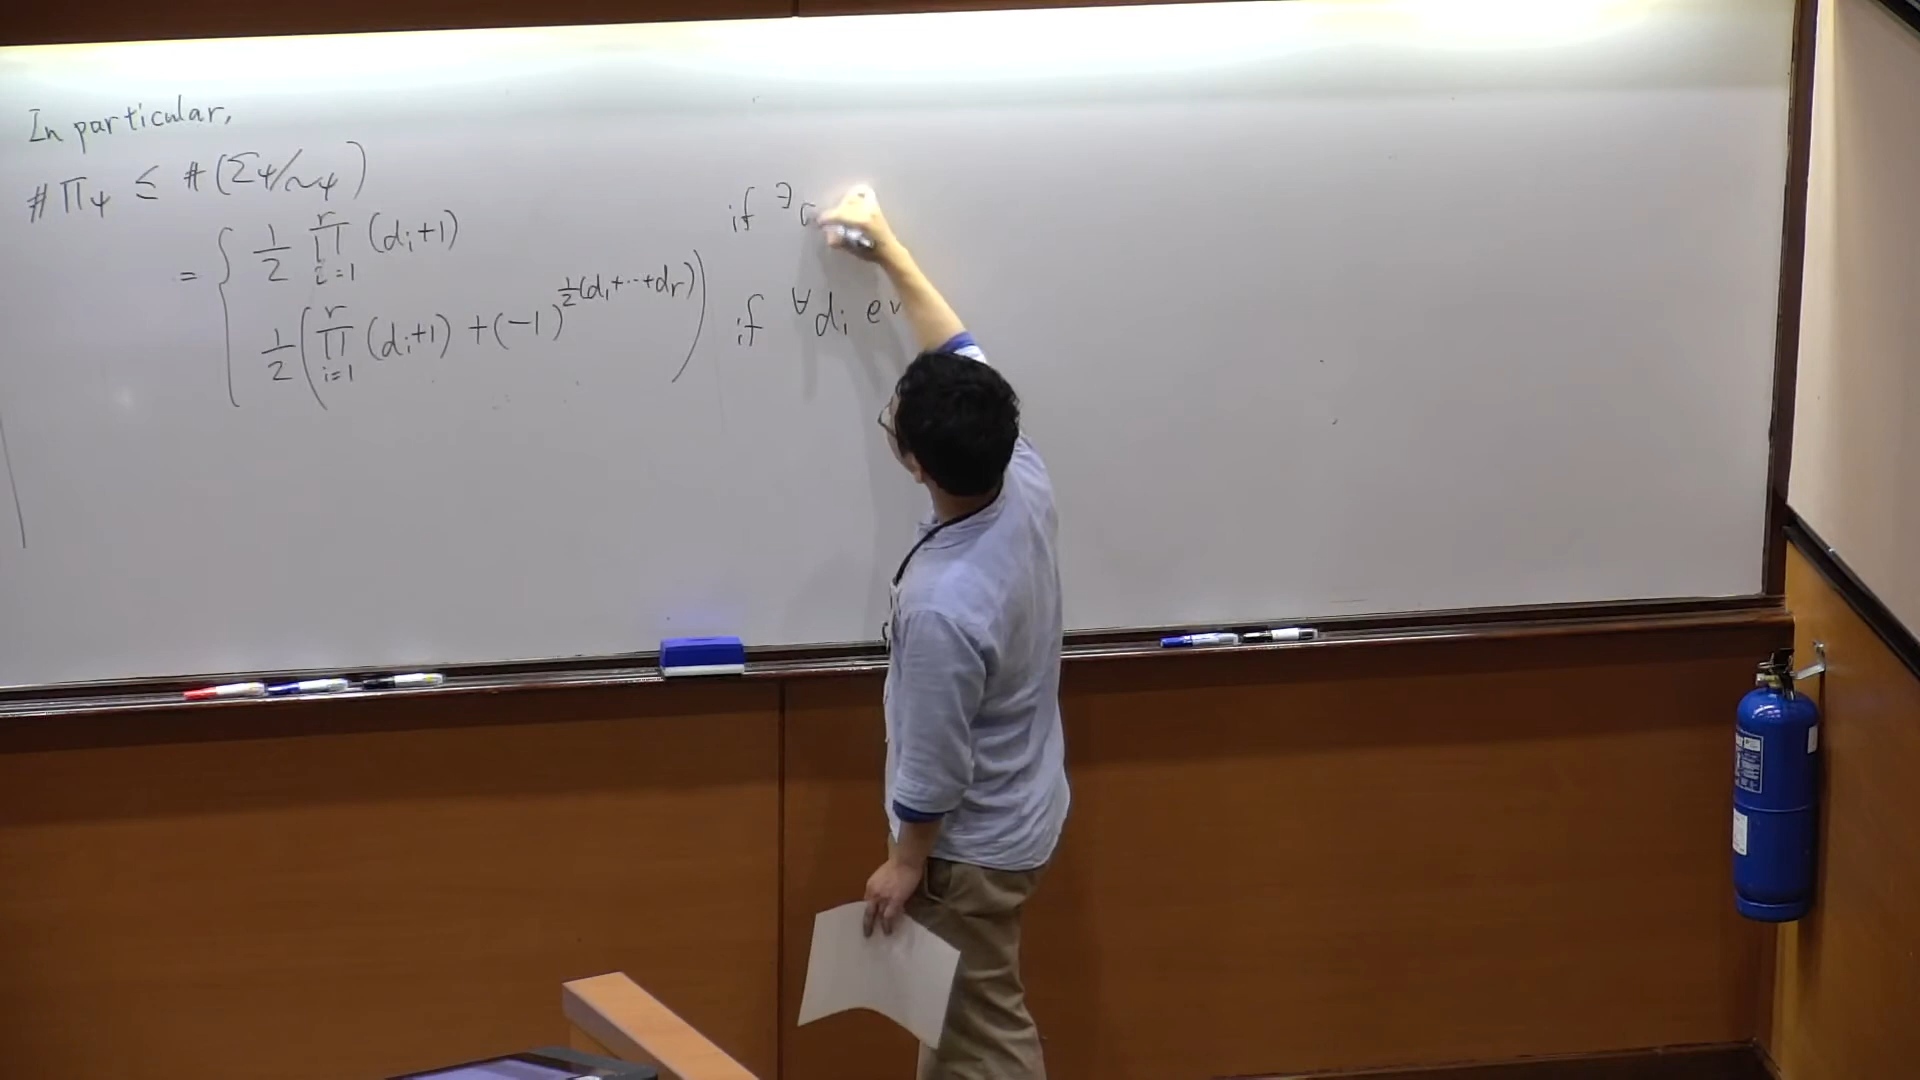 In particular,
# Π_ψ ≤ # (Σ_ψ/∼_ψ)
= { 1/2 ∏_{i=1}^{r} (d_i+1) if ∃
1/2 ( ∏_{i=1}^{r} (d_i+1) + (-1)^{1/2(d_1+⋯+d_r)} ) if ∀d_i ev